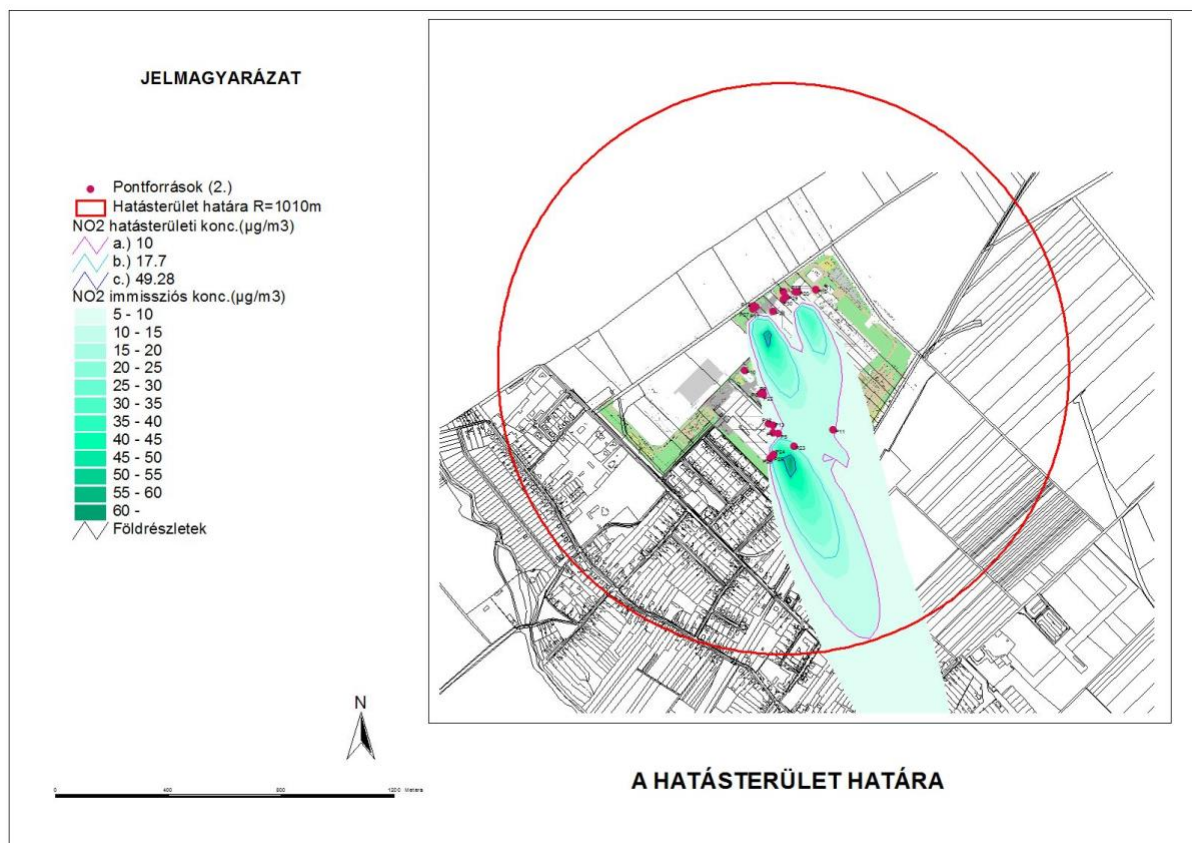 JELMAGYARÁZAT
Pontforrások (2.)
Hatásterület határa R=1010m
NO2 hatásterületi konc.(µg/m3)
a.) 10
b.) 17.7
c.) 49.28
NO2 immissziós konc.(µg/m3)
5 - 10
10 - 15
15 - 20
20 - 25
25 - 30
30 - 35
35 - 40
40 - 45
45 - 50
50 - 55
55 - 60
60 -
Földrészletek
N
0 400 800 1200 Meters
P11
A HATÁSTERÜLET HATÁRA